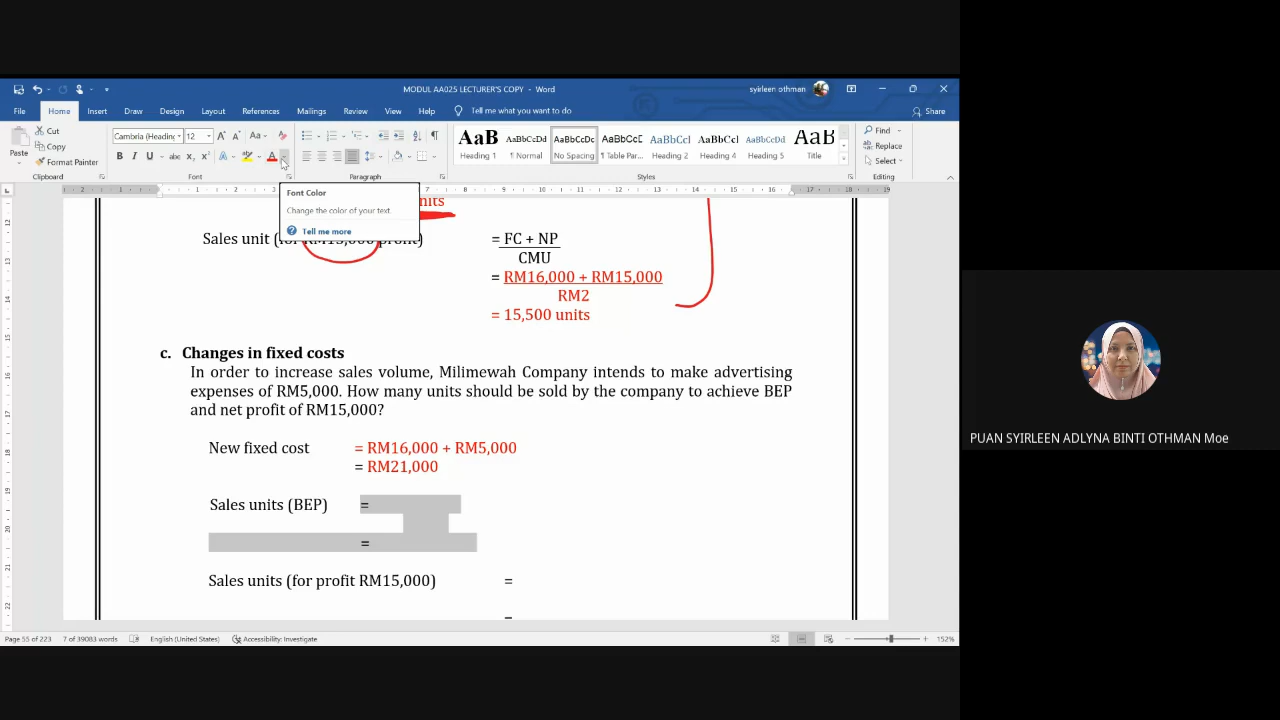 MODUL AA025 LECTURER'S COPY - Word
syirleen othman
File Home Insert Draw Design Layout References Mailings Review View Help Tell me what you want to do Share
Paste
Cut
Copy
Format Painter
Clipboard
Cambria (Heading 12
Font
Paragraph
AaB AaBbCcDd AaBbCcDc AaBbCcD AaBbCcI AaBbCcI AaBbCcDd AaB
Heading 1 ¶ Normal No Spacing ¶ Table Par... Heading 2 Heading 4 Heading 5 Title
Styles
Find
Replace
Select
Editing
Font Color
Change the color of your text.
Tell me more
nits
Sales unit (for RM15,000 profit) = FC + NP
CMU
= RM16,000 + RM15,000
RM2
= 15,500 units
c. Changes in fixed costs
In order to increase sales volume, Milimewah Company intends to make advertising
expenses of RM5,000. How many units should be sold by the company to achieve BEP
and net profit of RM15,000?
New fixed cost = RM16,000 + RM5,000
= RM21,000
Sales units (BEP) =
=
Sales units (for profit RM15,000) =
Page 55 of 223 7 of 39083 words English (United States) Accessibility: Investigate 152%
PUAN SYIRLEEN ADLYNA BINTI OTHMAN Moe